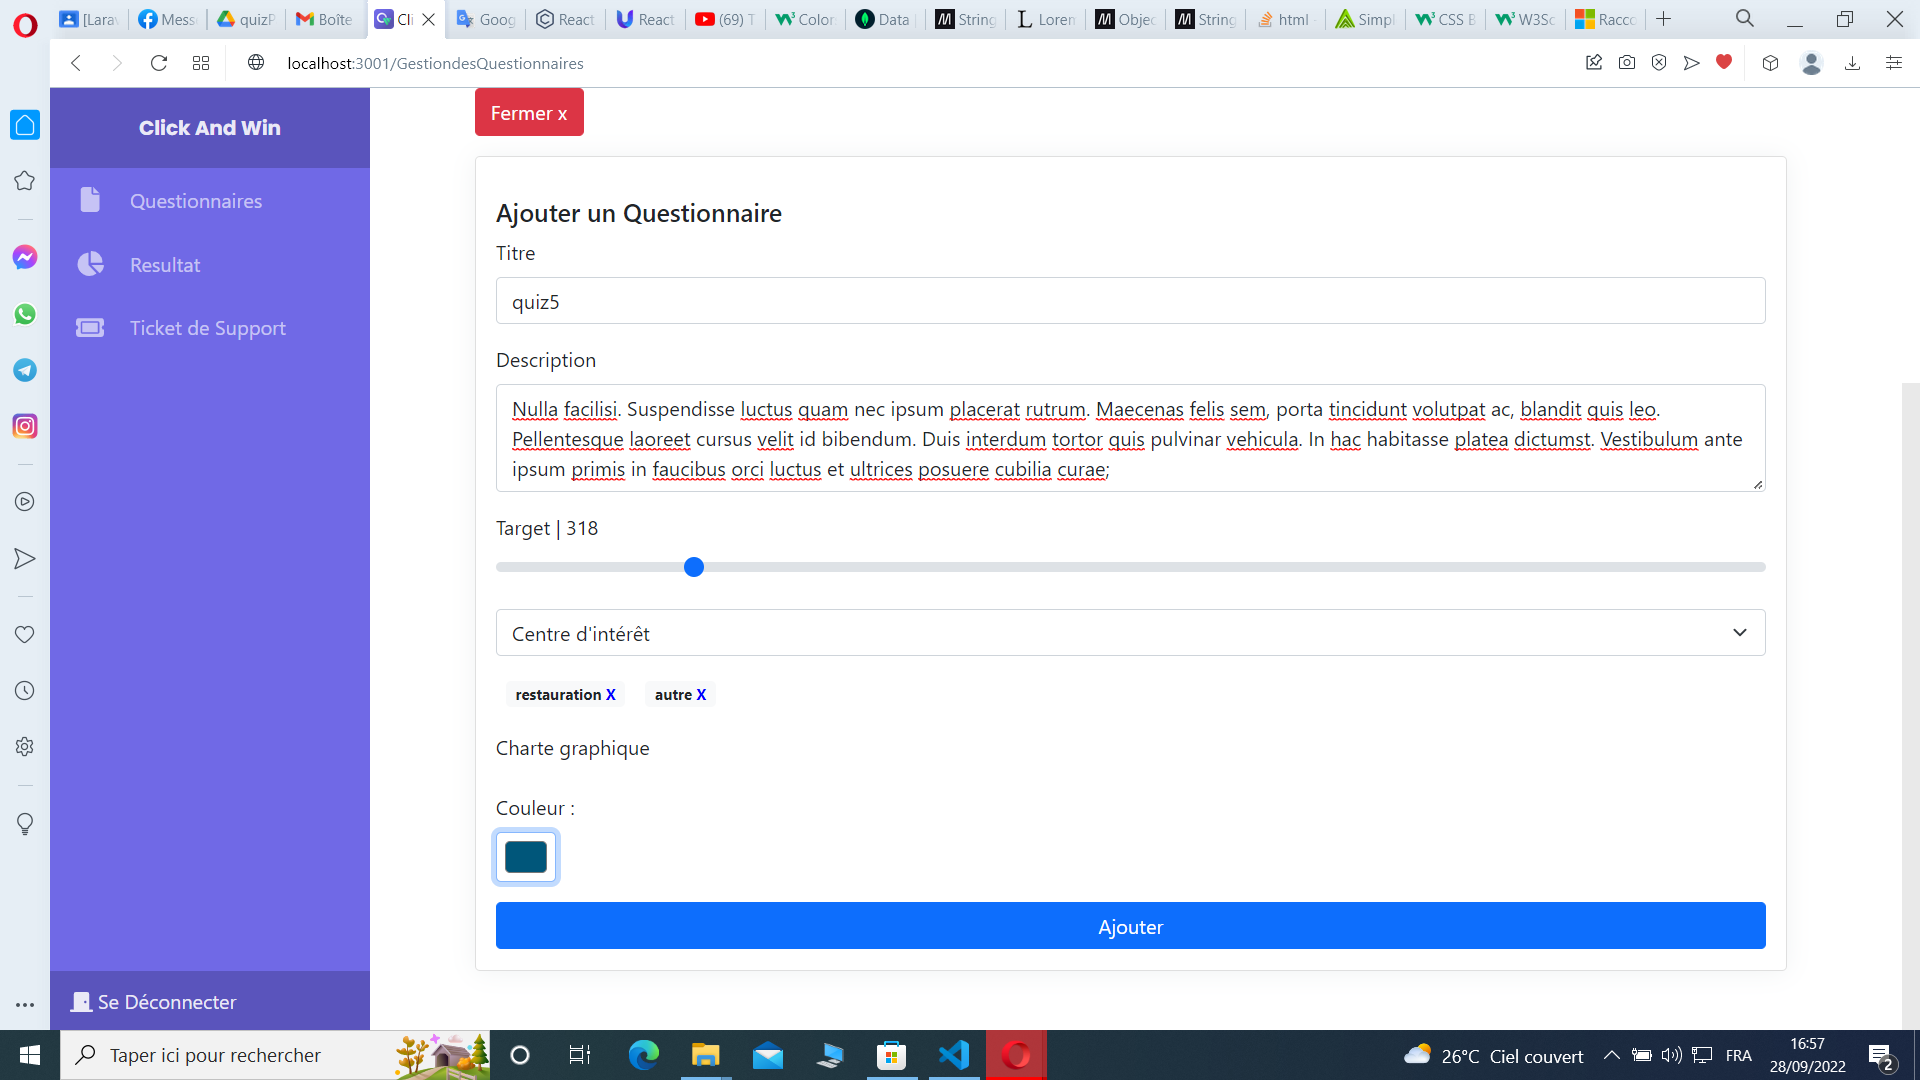 [Lara
Mess
quizP
Boîte
Cli
Goog
React
React
(69) T
Color
Data
String
Loren
Objec
String
html
Simpl
CSS B
W3Sc
Racco
localhost:3001/GestiondesQuestionnaires
Click And Win
Questionnaires
Resultat
Ticket de Support
Se Déconnecter
Fermer x
Ajouter un Questionnaire
Titre
quiz5
Description
Nulla facilisi. Suspendisse luctus quam nec ipsum placerat rutrum. Maecenas felis sem, porta tincidunt volutpat ac, blandit quis leo.
Pellentesque laoreet cursus velit id bibendum. Duis interdum tortor quis pulvinar vehicula. In hac habitasse platea dictumst. Vestibulum ante
ipsum primis in faucibus orci luctus et ultrices posuere cubilia curae;
Target | 318
Centre d'intérêt
restauration X autre X
Charte graphique
Couleur :
Ajouter
Taper ici pour rechercher
26°C Ciel couvert
FRA
16:57
28/09/2022
2